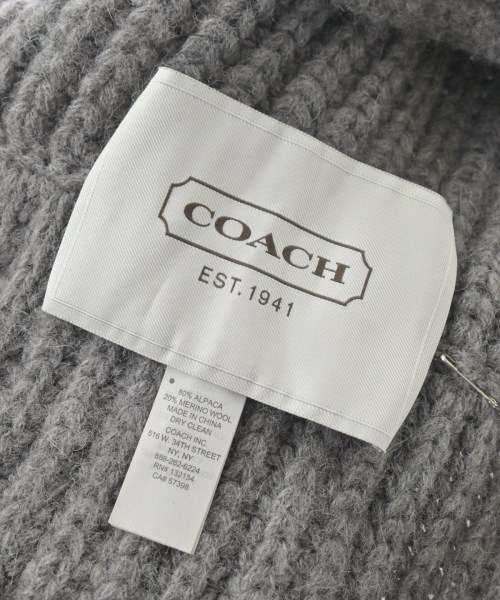 COACH
EST. 1941
80% ALPACA
20% MERINO WOOL
MADE IN CHINA
DRY CLEAN
COACH INC.
516 W. 34TH STREET
NY, NY
888-262-6224
RN# 132154
CA# 57398